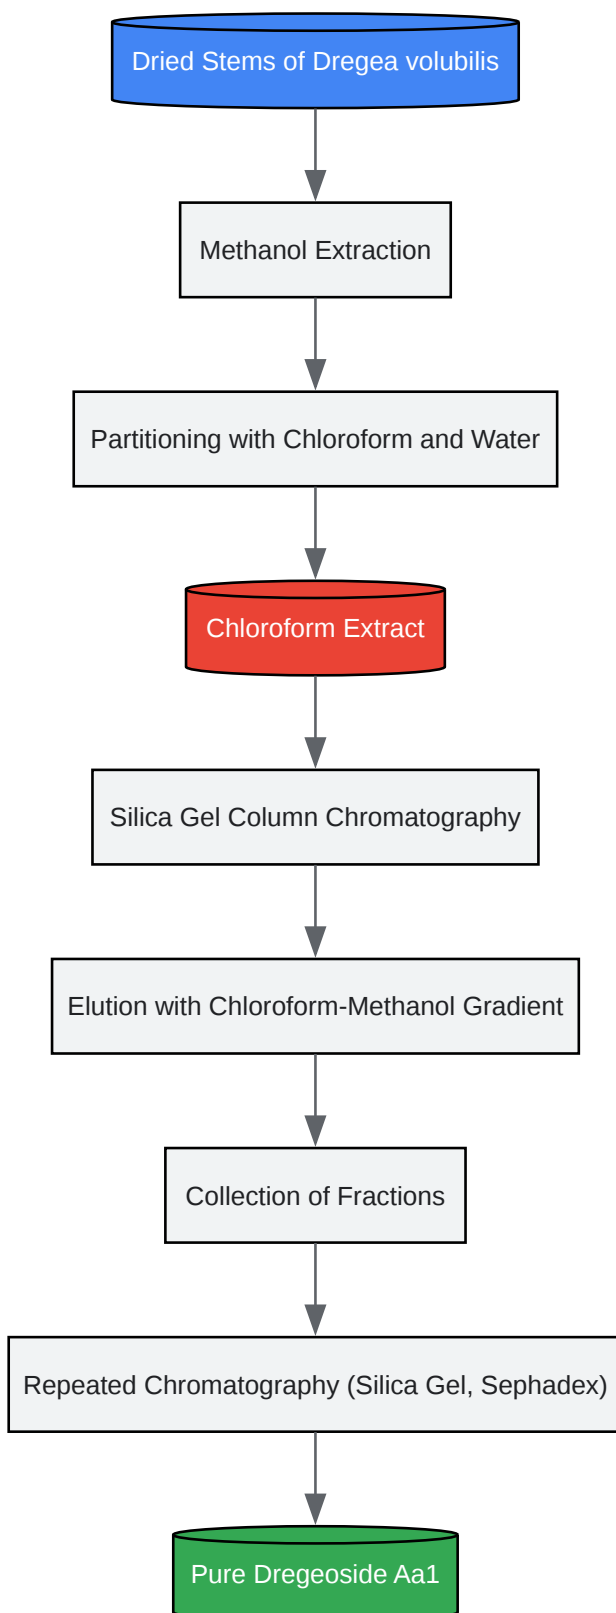 Dried Stems of Dregea volubilis
Methanol Extraction
Partitioning with Chloroform and Water
Chloroform Extract
Silica Gel Column Chromatography
Elution with Chloroform-Methanol Gradient
Collection of Fractions
Repeated Chromatography (Silica Gel, Sephadex)
Pure Dregeoside Aa1